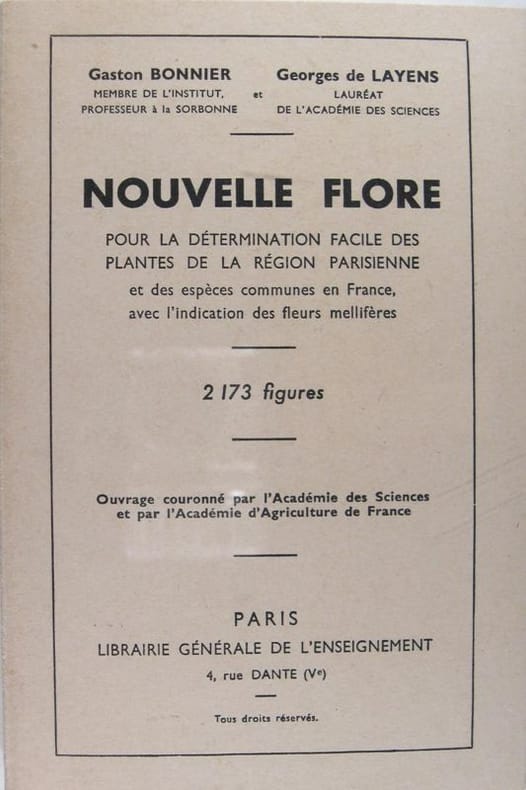 Gaston BONNIER et Georges de LAYENS
MEMBRE DE L'INSTITUT, LAURÉAT
PROFESSEUR à la SORBONNE DE L'ACADÉMIE DES SCIENCES
NOUVELLE FLORE
POUR LA DÉTERMINATION FACILE DES
PLANTES DE LA RÉGION PARISIENNE
et des espèces communes en France,
avec l'indication des fleurs mellifères
2 173 figures
Ouvrage couronné par l'Académie des Sciences
et par l'Académie d'Agriculture de France
PARIS
LIBRAIRIE GÉNÉRALE DE L'ENSEIGNEMENT
4, rue DANTE (Ve)
Tous droits réservés.